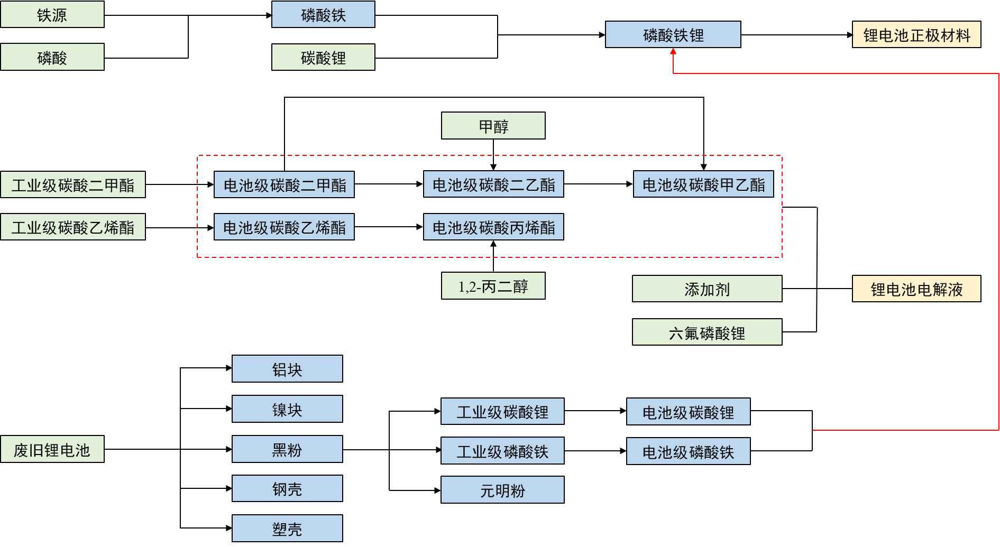 铁源
磷酸铁
磷酸
碳酸锂
磷酸铁锂
锂电池正极材料
甲醇
工业级碳酸二甲酯
电池级碳酸二甲酯
电池级碳酸二乙酯
电池级碳酸甲乙酯
工业级碳酸乙烯酯
电池级碳酸乙烯酯
电池级碳酸丙烯酯
1,2-丙二醇
添加剂
锂电池电解液
六氟磷酸锂
铝块
镍块
废旧锂电池
黑粉
钢壳
塑壳
工业级碳酸锂
电池级碳酸锂
工业级磷酸铁
电池级磷酸铁
元明粉